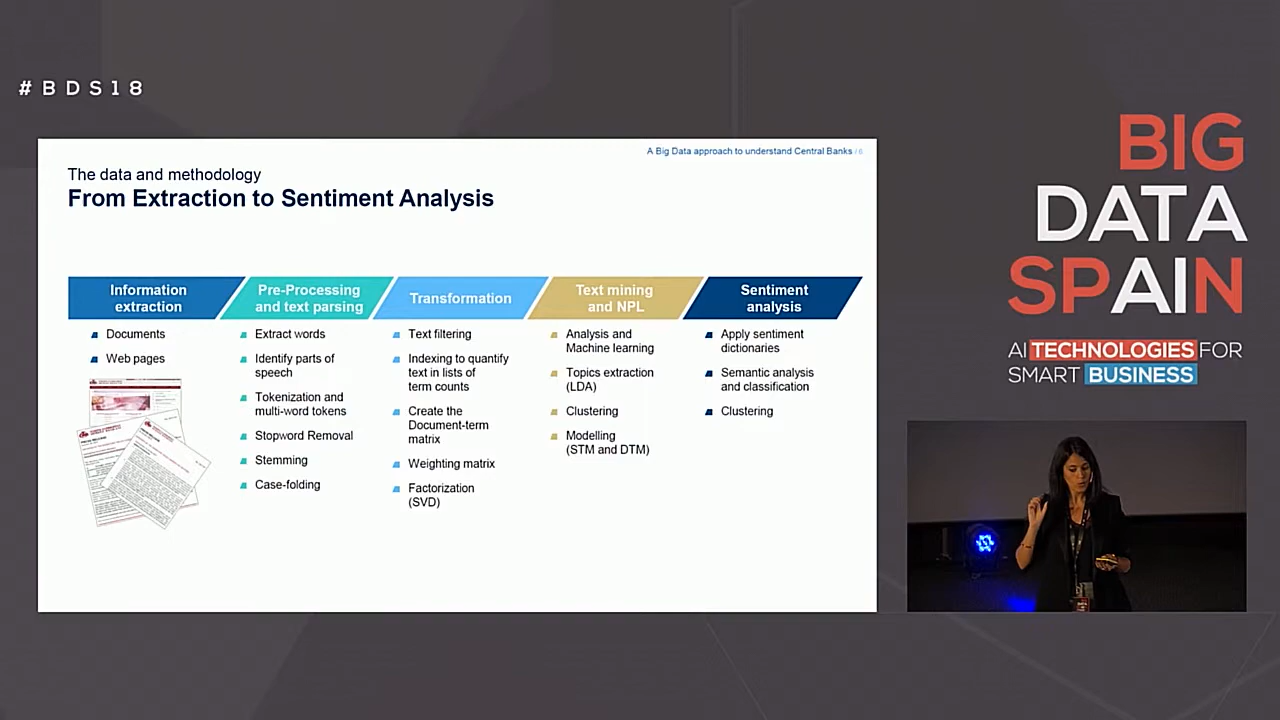 #BDS18
A Big Data approach to understand Central Banks / 6
The data and methodology
From Extraction to Sentiment Analysis
Information
extraction
Documents
Web pages
Pre-Processing
and text parsing
Extract words
Identify parts of
speech
Tokenization and
multi-word tokens
Stopword Removal
Stemming
Case-folding
Transformation
Text filtering
Indexing to quantify
text in lists of
term counts
Create the
Document-term
matrix
Weighting matrix
Factorization
(SVD)
Text mining
and NPL
Analysis and
Machine learning
Topics extraction
(LDA)
Clustering
Modelling
(STM and DTM)
Sentiment
analysis
Apply sentiment
dictionaries
Semantic analysis
and classification
Clustering
BIG
DATA
SPAIN
AI TECHNOLOGIES FOR
SMART BUSINESS